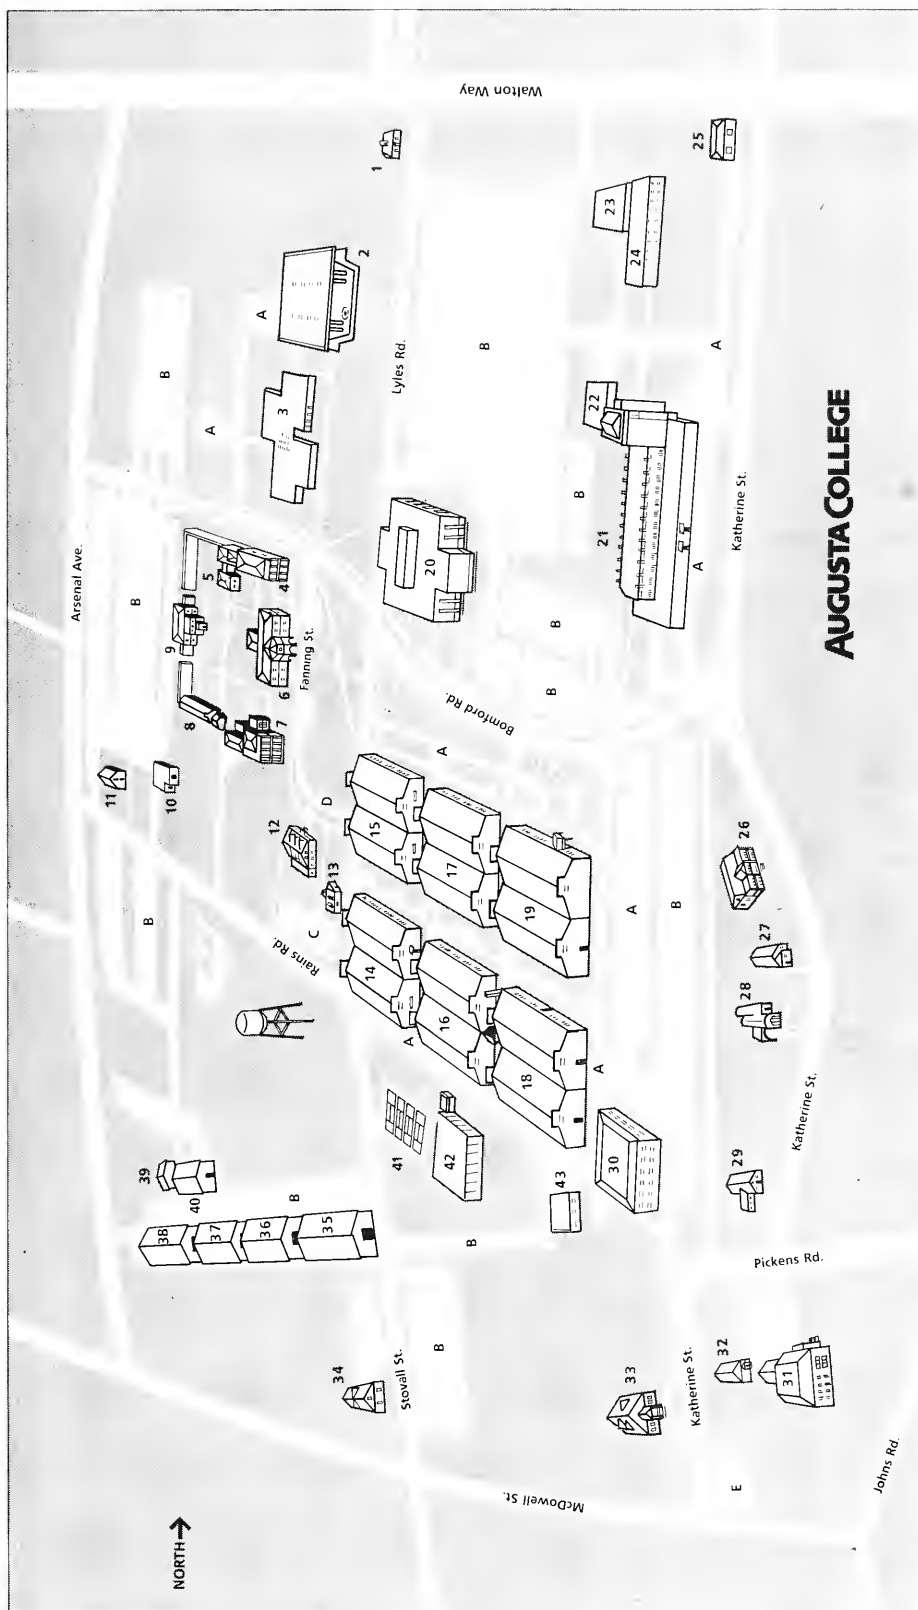 AUGUSTA COLLEGE
NORTH
Walton Way
Arsenal Ave.
Lyles Rd.
Katherine St.
Fanning St.
Bomford Rd.
Rains Rd.
Katherine St.
Pickens Rd.
Stovall St.
Katherine St.
McDowell St.
Johns Rd.
1
2
3
4
5
6
7
8
9
10
11
12
13
14
15
16
17
18
19
20
21
22
23
24
25
26
27
28
29
30
31
32
33
34
35
36
37
38
39
40
41
42
43
A
A
A
A
A
A
A
A
B
B
B
B
B
B
B
B
B
B
B
C
D
E